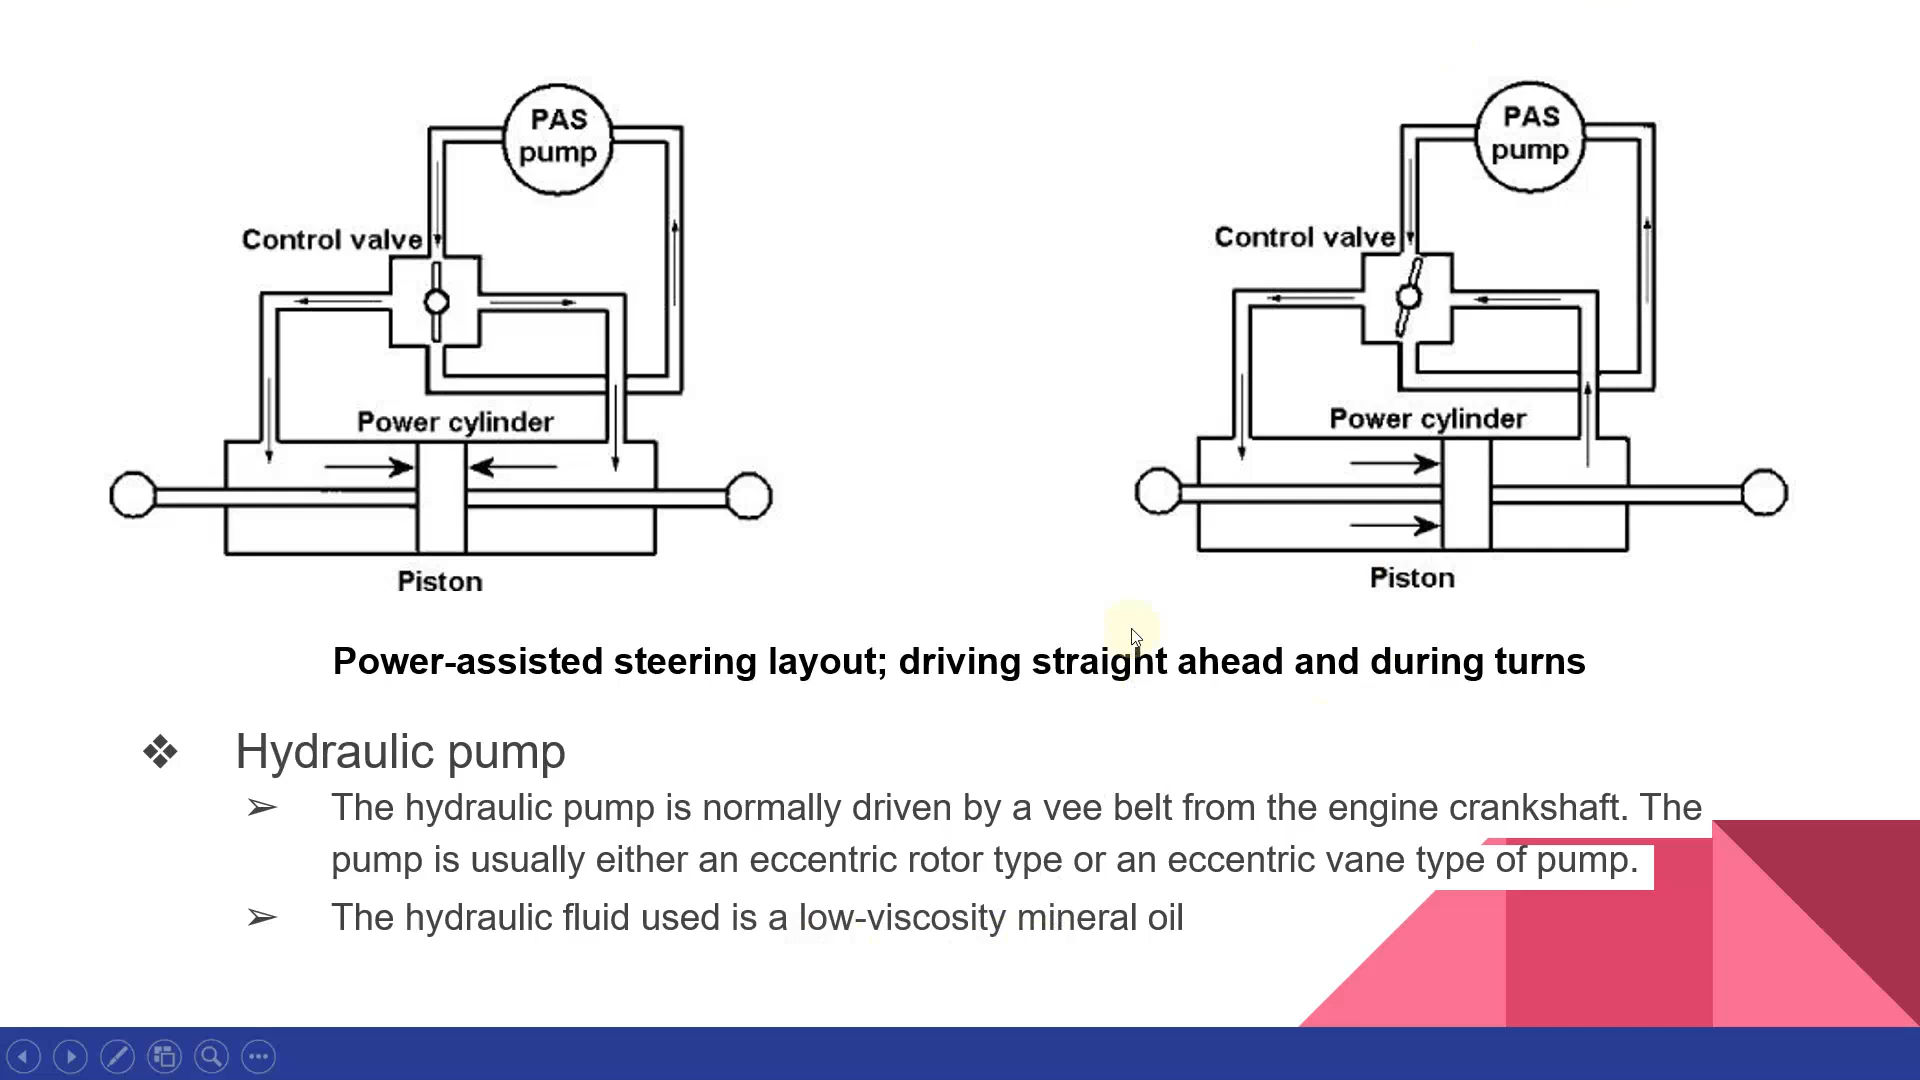 PAS
pump
Control valve
Power cylinder
Piston
PAS
pump
Control valve
Power cylinder
Piston
Power-assisted steering layout; driving straight ahead and during turns
❖ Hydraulic pump
➢ The hydraulic pump is normally driven by a vee belt from the engine crankshaft. The
pump is usually either an eccentric rotor type or an eccentric vane type of pump.
➢ The hydraulic fluid used is a low-viscosity mineral oil